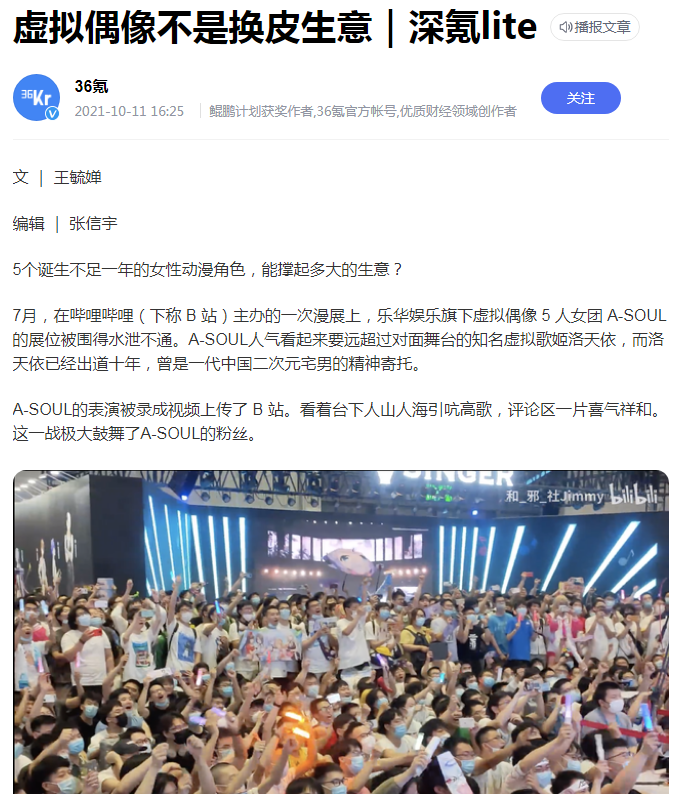 虚拟偶像不是换皮生意｜深氪lite
播报文章
36Kr
36氪
2021-10-11 16:25
鲲鹏计划获奖作者,36氪官方帐号,优质财经领域创作者
关注
文 ｜ 王毓婵
编辑 ｜ 张信宇
5个诞生不足一年的女性动漫角色，能撑起多大的生意？
7月，在哔哩哔哩（下称 B 站）主办的一次漫展上，乐华娱乐旗下虚拟偶像 5 人女团 A-SOUL
的展位被围得水泄不通。A-SOUL人气看起来要远超过对面舞台的知名虚拟歌姬洛天依，而洛
天依已经出道十年，曾是一代中国二次元宅男的精神寄托。
A-SOUL的表演被录成视频上传了 B 站。看着台下人山人海引吭高歌，评论区一片喜气祥和。
这一战极大鼓舞了A-SOUL的粉丝。
SINGER
和_邪_社Jimmy bilibili